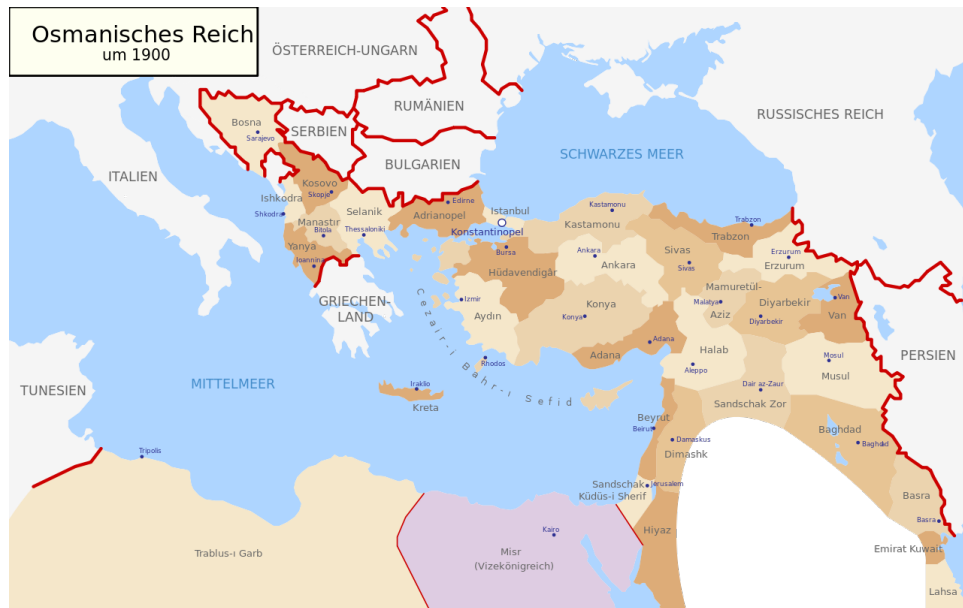 Osmanisches Reich
um 1900
ÖSTERREICH-UNGARN
RUMÄNIEN
RUSSISCHES REICH
Bosna
Sarajevo
SERBIEN
SCHWARZES MEER
BULGARIEN
ITALIEN
Kosovo
Skopje
Ishkodra
Shkodra
Selanik
Edirne
Adrianopel
Istanbul
Konstantinopel
Kastamonu
Kastamonu
Trabzon
Trabzon
Manastır
Bitola
Thessaloniki
Yanya
Ioannina
Bursa
Hüdavendigâr
Ankara
Ankara
Sivas
Sivas
Erzurum
Erzurum
GRIECHEN-
LAND
Izmir
Aydın
Konya
Konya
Mamuretül-
Aziz
Malatya
Diyarbekir
Diyarbekir
Van
Van
PERSIEN
Adana
Adana
Rhodos
Cezair-i Bahr-ı Sefid
Halab
Aleppo
Mosul
Musul
TUNESIEN
MITTELMEER
Iraklio
Kreta
Dair az-Zaur
Sandschak Zor
Beyrut
Beirut
Damaskus
Dimashk
Baghdad
Baghdad
Tripolis
Sandschak
Küdüs-i Sherif
Jerusalem
Basra
Basra
Hiyaz
Kairo
Misr
(Vizekönigreich)
Trablus-ı Garb
Emirat Kuwait
Lahsa